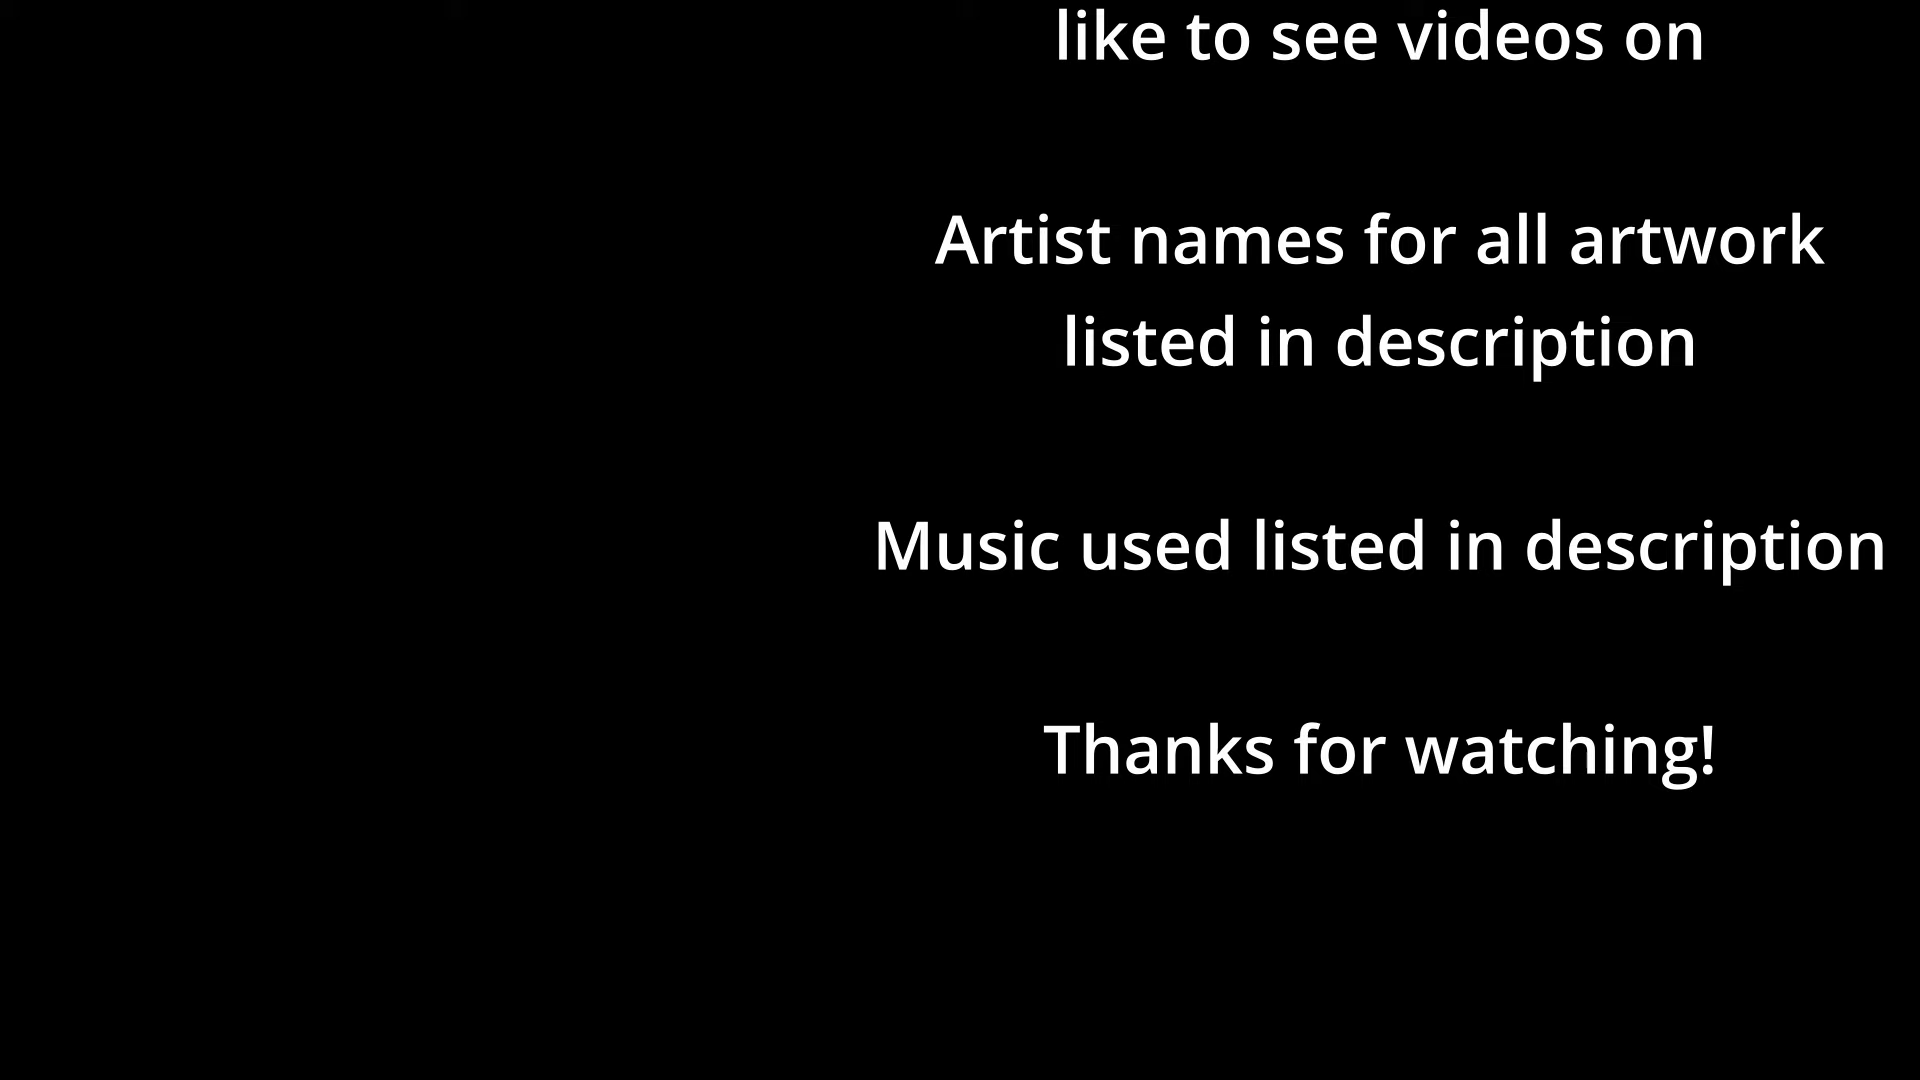 like to see videos on
Artist names for all artwork
listed in description
Music used listed in description
Thanks for watching!